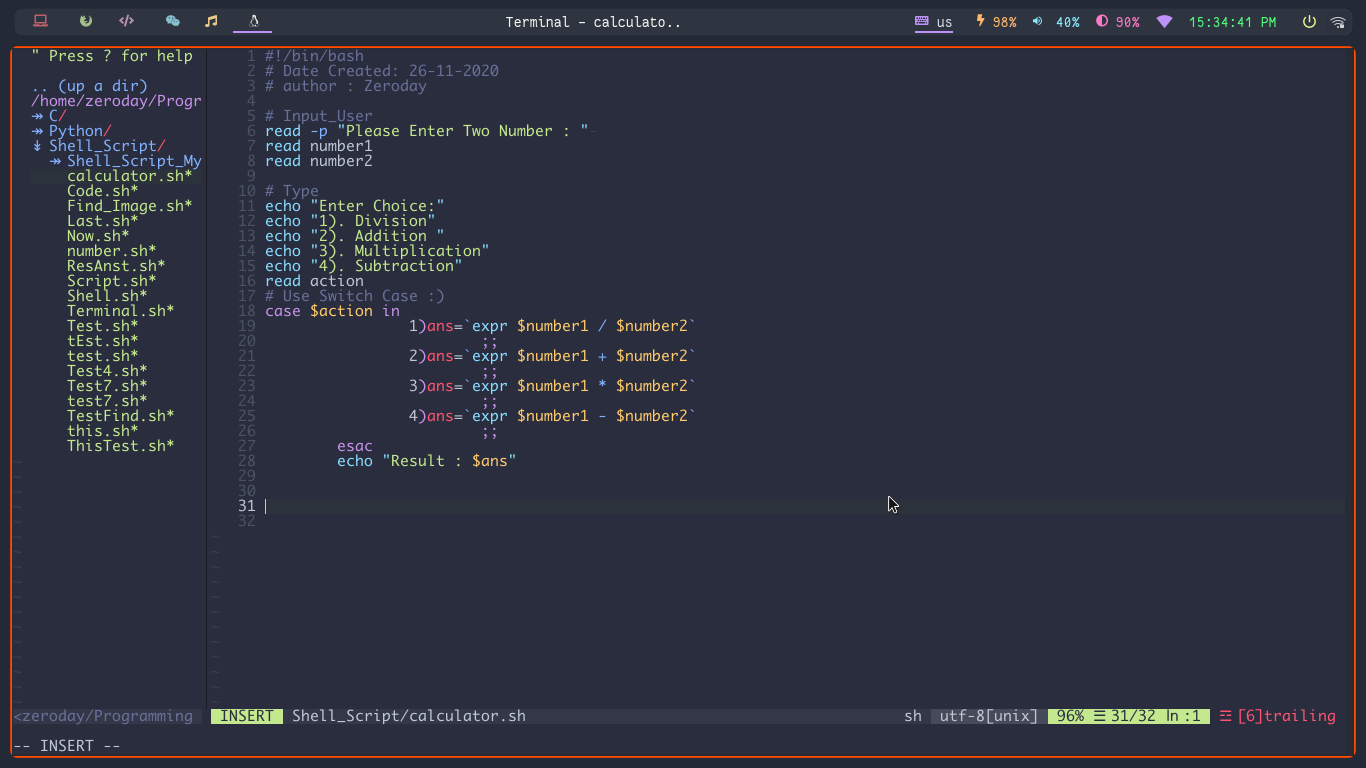 Terminal - calculato..
us 98% 40% 90% 15:34:41 PM
" Press ? for help
.. (up a dir)
/home/zeroday/Progr
↠ C/
↠ Python/
↡ Shell_Script/
↠ Shell_Script_My
calculator.sh*
Code.sh*
Find_Image.sh*
Last.sh*
Now.sh*
number.sh*
ResAnst.sh*
Script.sh*
Shell.sh*
Terminal.sh*
Test.sh*
tEst.sh*
test.sh*
Test4.sh*
Test7.sh*
test7.sh*
TestFind.sh*
this.sh*
ThisTest.sh*
<zeroday/Programming
1 #!/bin/bash
2 # Date Created: 26-11-2020
3 # author : Zeroday
4
5 # Input_User
6 read -p "Please Enter Two Number : "-
7 read number1
8 read number2
9
10 # Type
11 echo "Enter Choice:"
12 echo "1). Division"
13 echo "2). Addition "
14 echo "3). Multiplication"
15 echo "4). Subtraction"
16 read action
17 # Use Switch Case :)
18 case $action in
19 1)ans=`expr $number1 / $number2`
20 ;;
21 2)ans=`expr $number1 + $number2`
22 ;;
23 3)ans=`expr $number1 * $number2`
24 ;;
25 4)ans=`expr $number1 - $number2`
26 ;;
27 esac
28 echo "Result : $ans"
29
30
31
32
INSERT Shell_Script/calculator.sh sh utf-8[unix] 96% ☰ 31/32 ln :1 ☲ [6]trailing
-- INSERT --